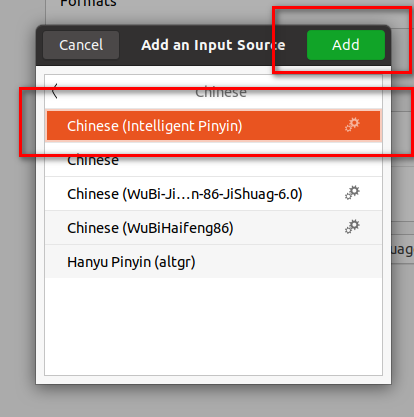 Formats
Cancel
Add an Input Source
Add
Chinese
Chinese (Intelligent Pinyin)
Chinese
Chinese (WuBi-Ji…n-86-JiShuag-6.0)
Chinese (WuBiHaifeng86)
uag
Hanyu Pinyin (altgr)